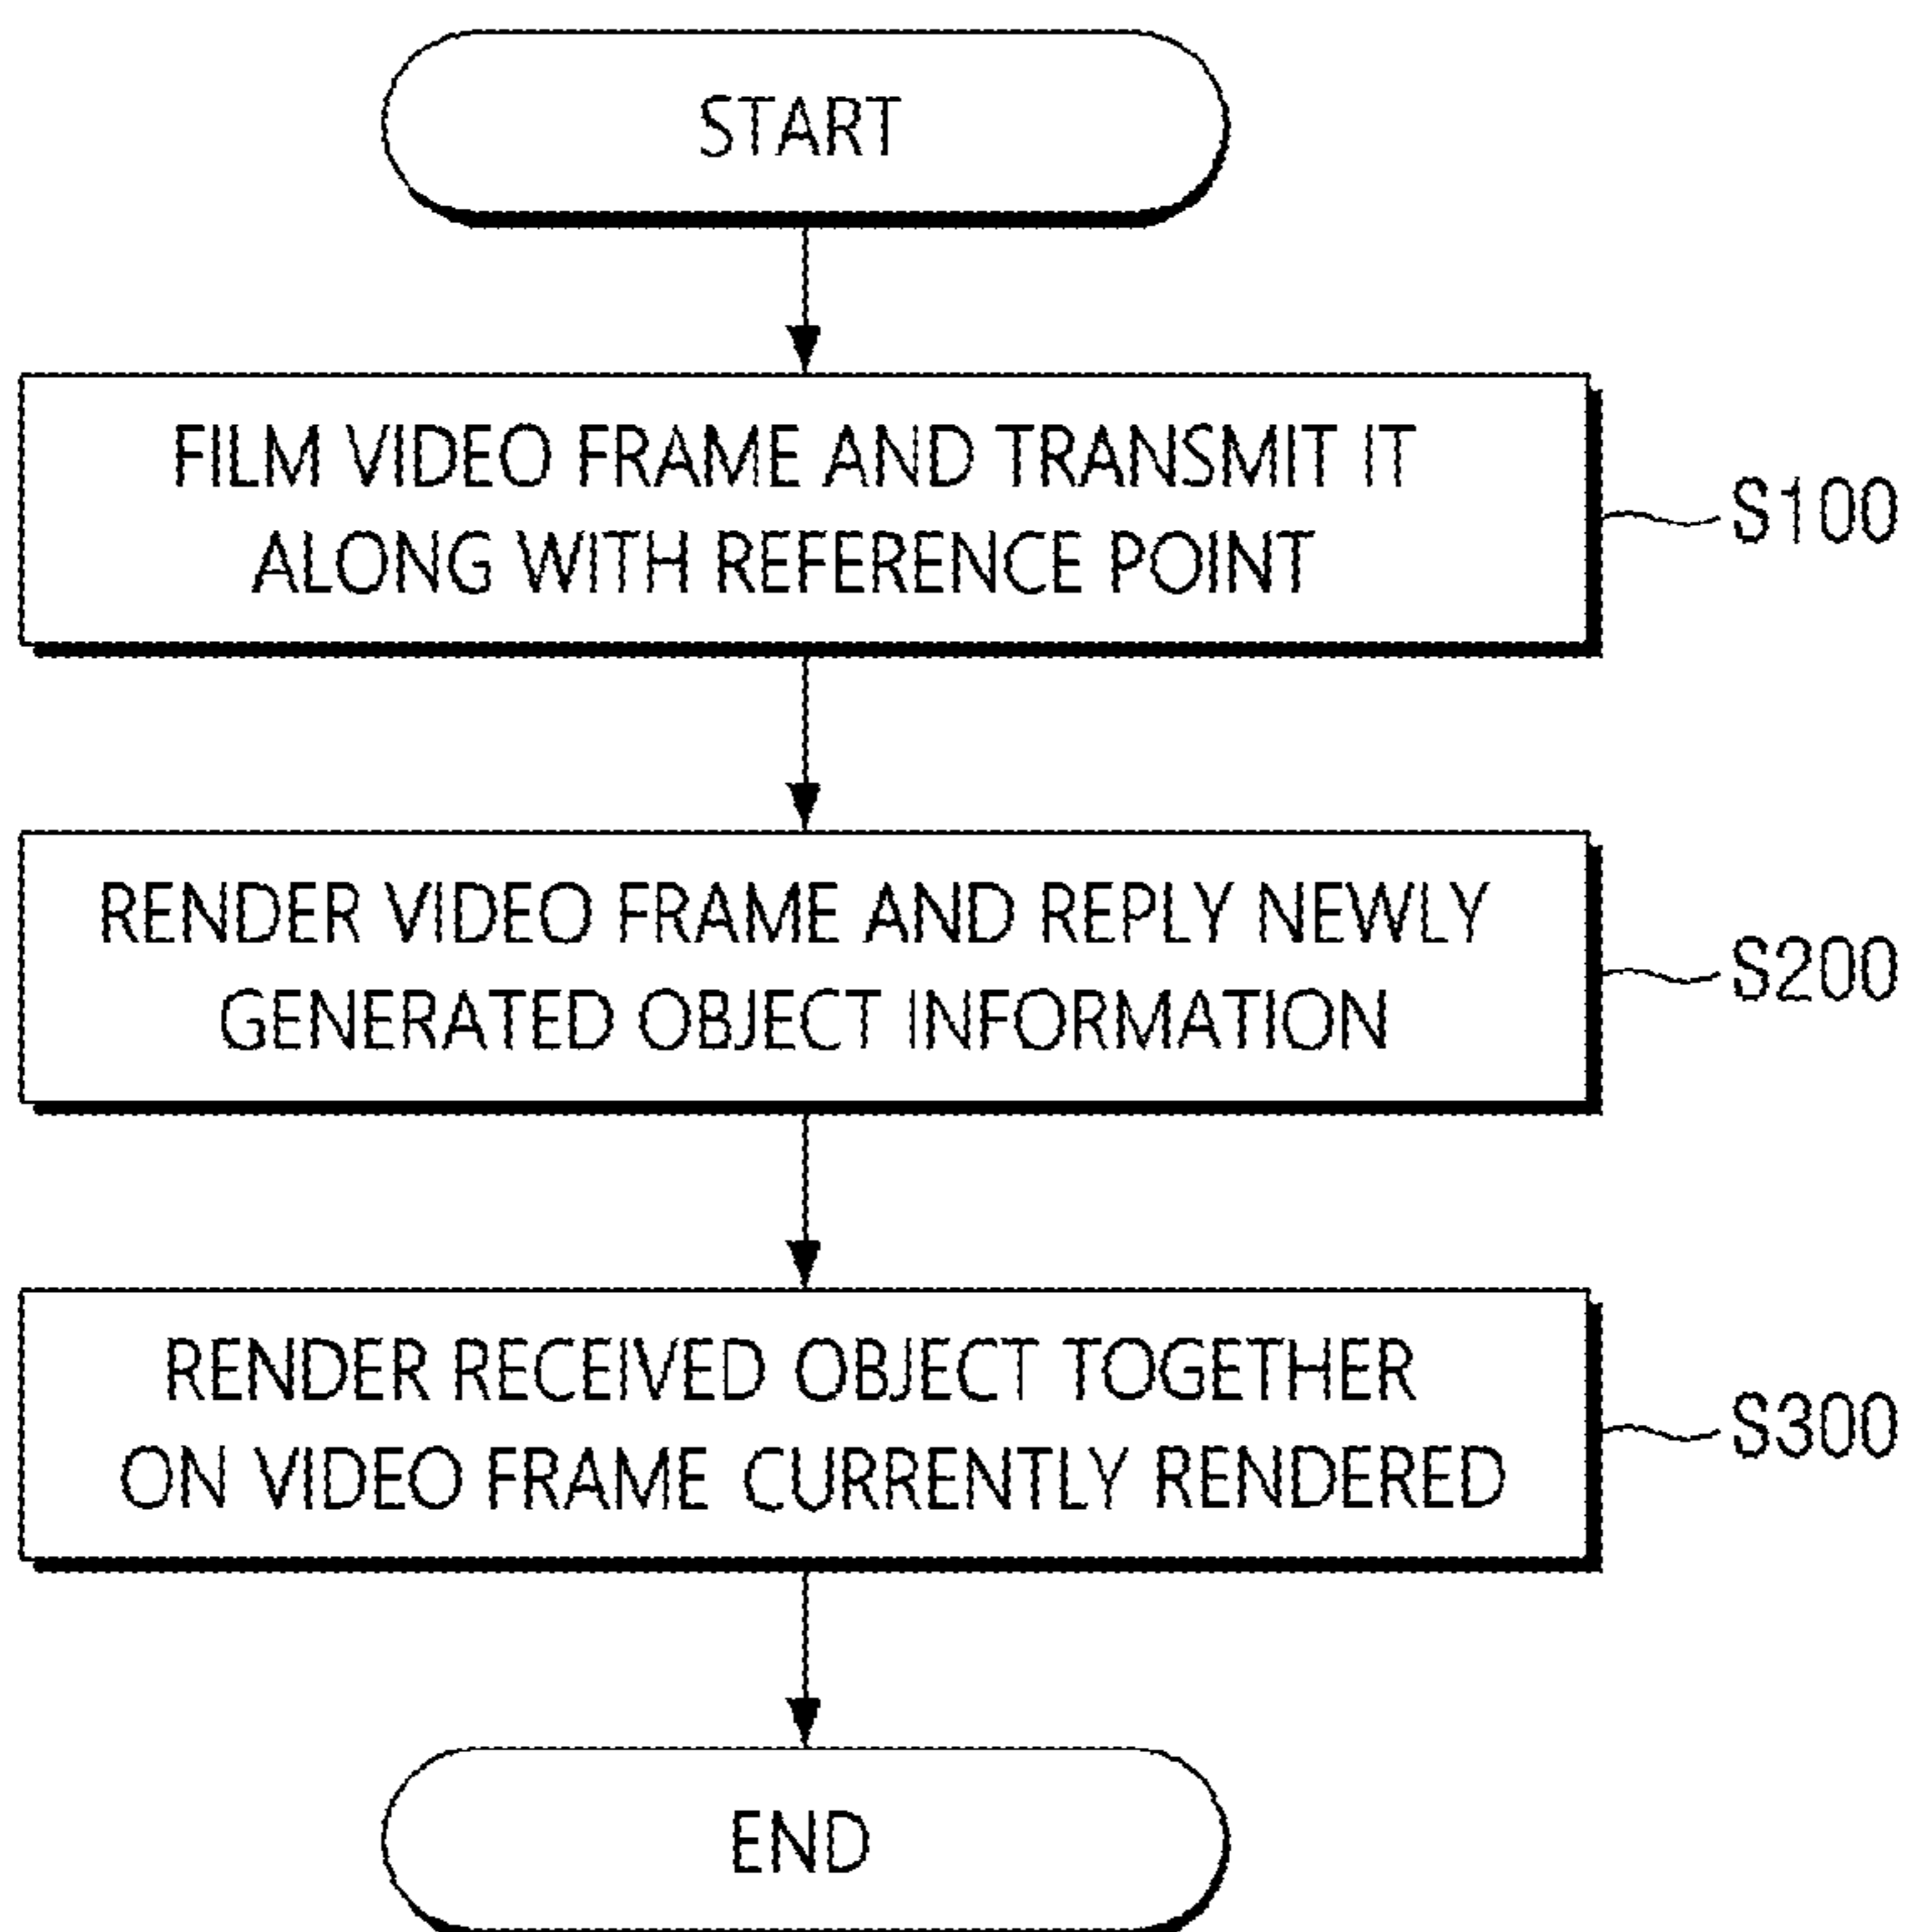 START
FILM VIDEO FRAME AND TRANSMIT IT
ALONG WITH REFERENCE POINT
S100
RENDER VIDEO FRAME AND REPLY NEWLY
GENERATED OBJECT INFORMATION
S200
RENDER RECEIVED OBJECT TOGETHER
ON VIDEO FRAME CURRENTLY RENDERED
S300
END